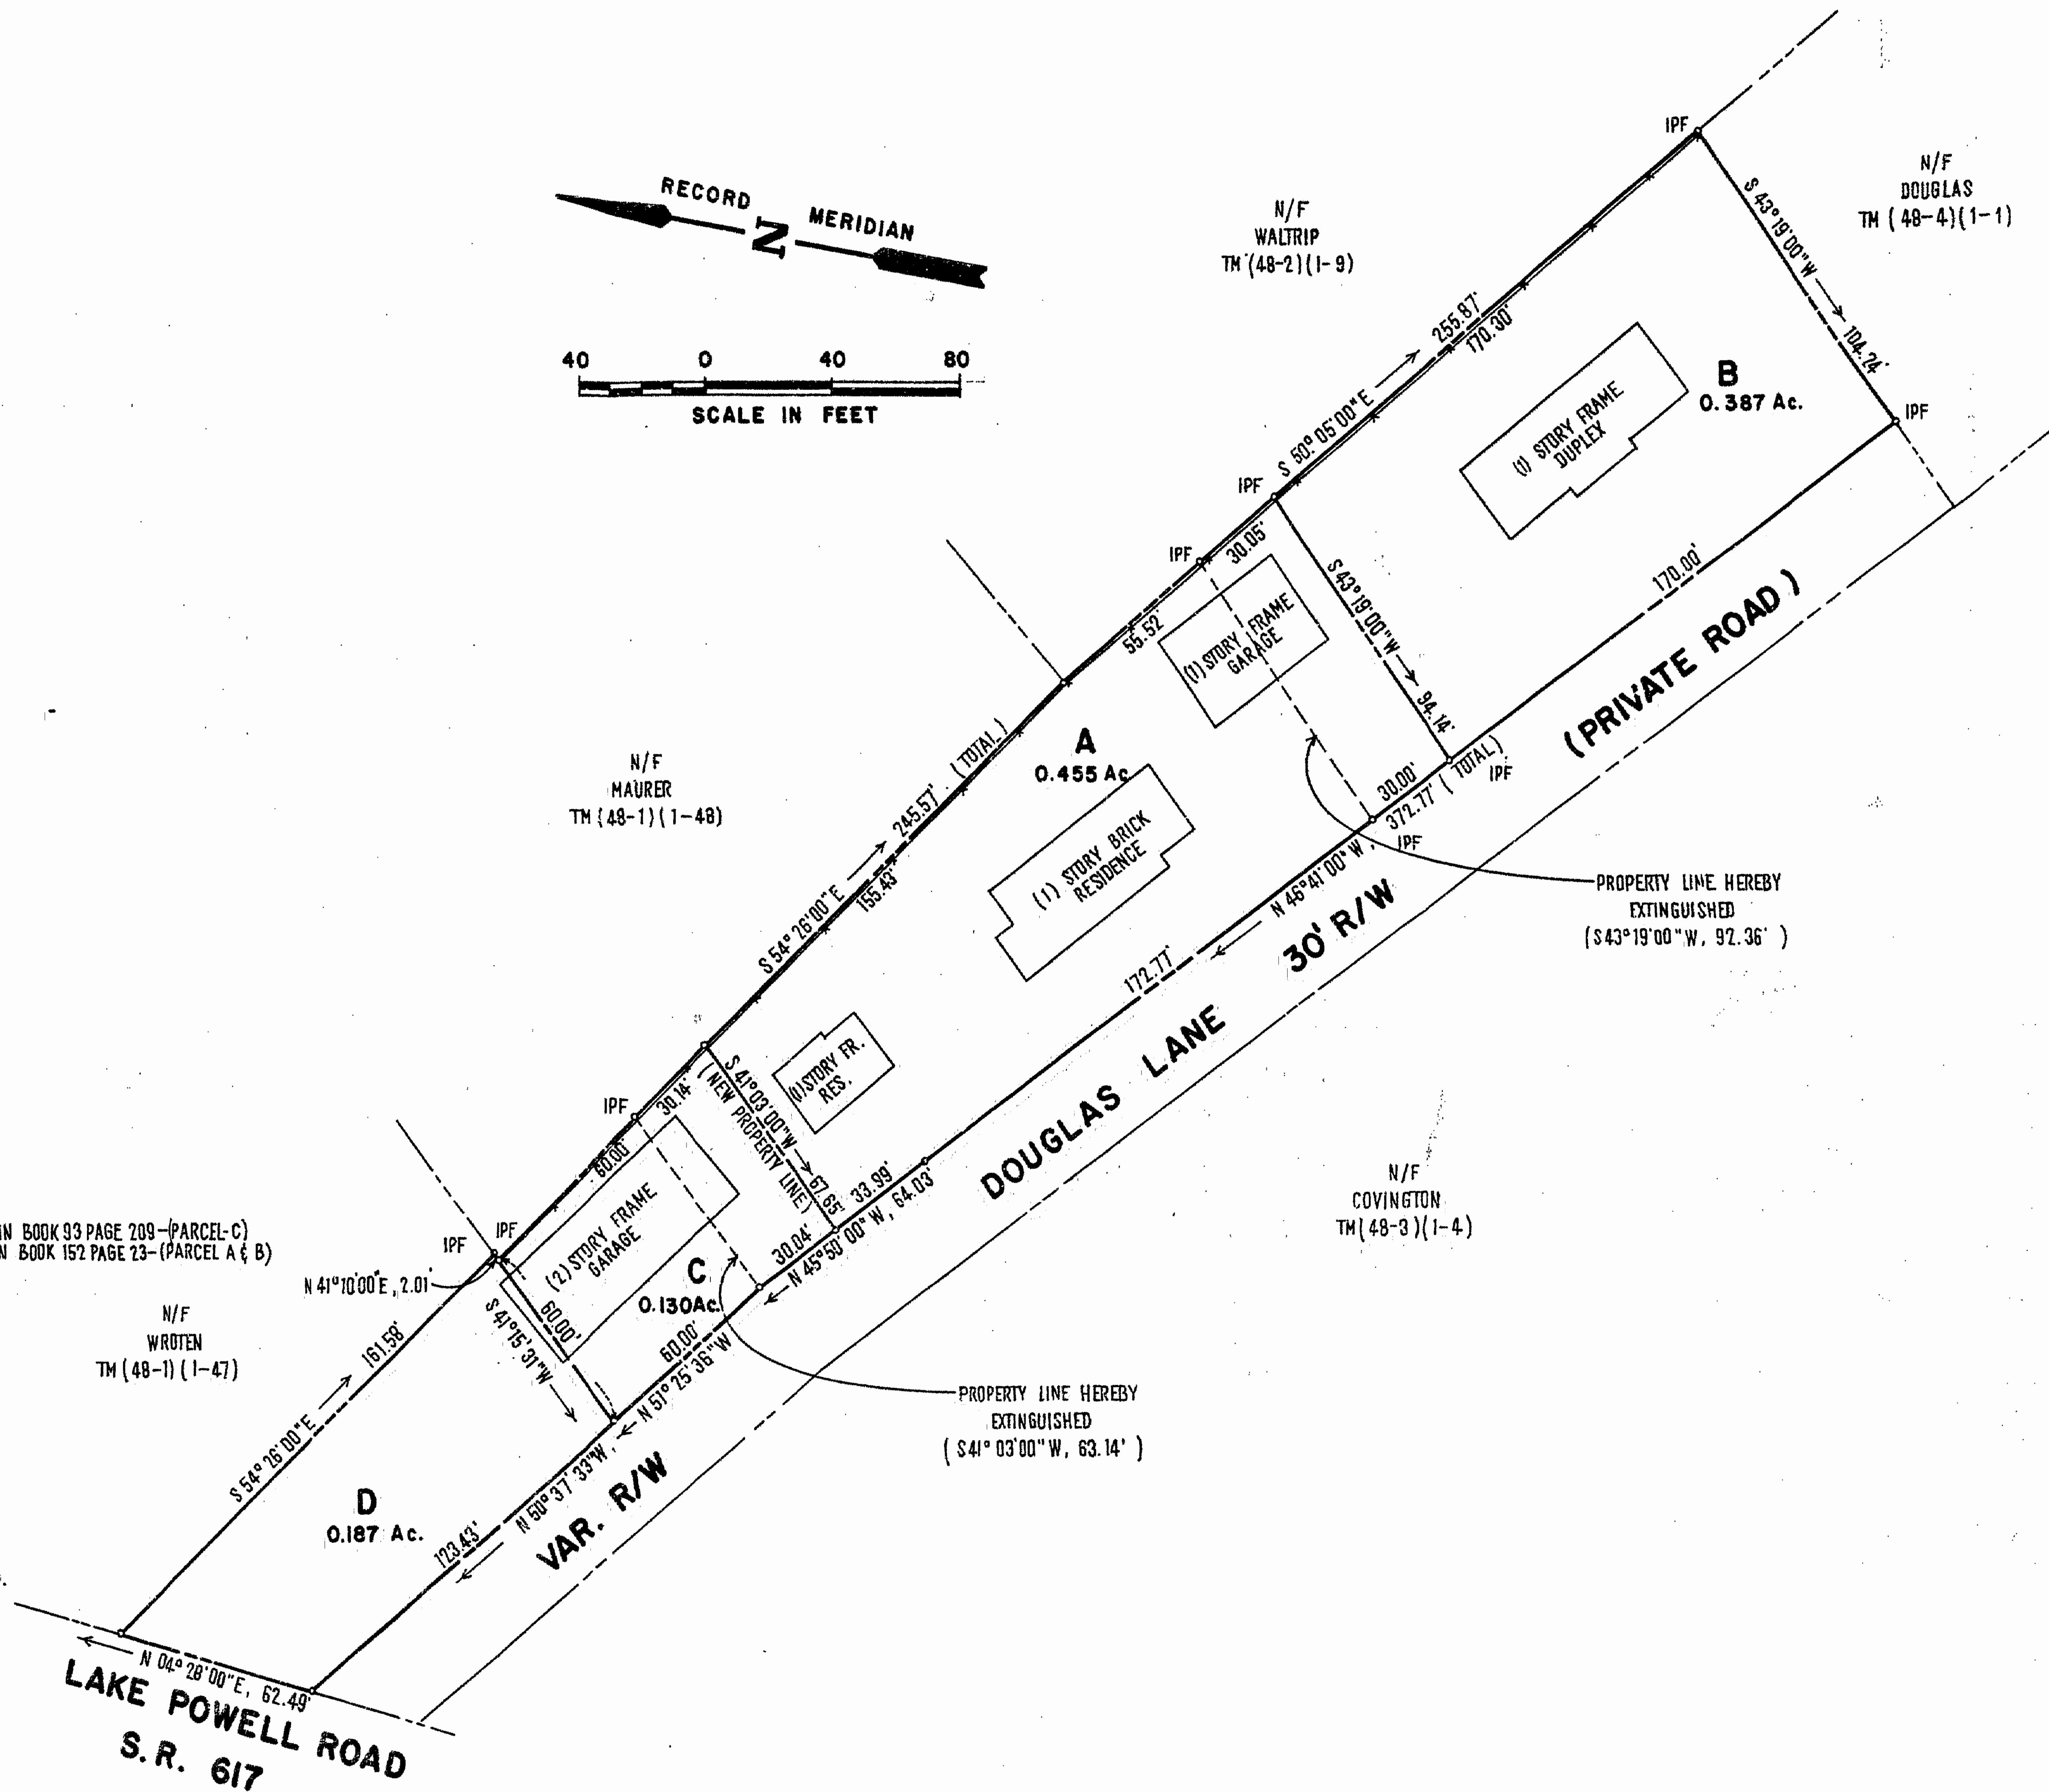 RECORD
N
MERIDIAN
40 0 40 80
SCALE IN FEET
N/F
WALTRIP
TM (48-2)(1-9)
N/F
DOUGLAS
TM (48-4)(1-1)
IPF
S 43°19'00"W
104.24'
IPF
B
0.387 Ac.
(1) STORY FRAME
DUPLEX
255.87'
170.30'
S 50° 05'00"E
IPF
IPF
30.05'
55.52'
(1) STORY FRAME
GARAGE
S 43°19'00"W
94.14'
170.00'
(PRIVATE ROAD)
30.00'
372.77' (TOTAL)
IPF
IPF
N 46°41'00" W,
A
0.455 Ac.
(1) STORY BRICK
RESIDENCE
PROPERTY LINE HEREBY
EXTINGUISHED
(S43°19'00"W, 92.36' )
N/F
MAURER
TM (48-1)(1-48)
245.57' (TOTAL)
155.43'
S 54° 26'00"E
172.77'
30' R/W
DOUGLAS LANE
(1) STORY FR.
RES.
S 41°03'00"W
67.65'
(NEW PROPERTY LINE)
33.99'
N 45°50'00" W, 64.03'
30.04'
IPF
30.14'
60.00'
(2) STORY FRAME
GARAGE
C
0.130Ac.
N/F
COVINGTON
TM(48-3)(1-4)
IN BOOK 93 PAGE 209-(PARCEL-C)
N BOOK 152 PAGE 23-(PARCEL A & B)
IPF
IPF
N 41°10'00"E, 2.01'
60.00'
S 41°15'31"W
60.00'
N 51° 25'36"W
PROPERTY LINE HEREBY
EXTINGUISHED
( S41° 03'00" W, 63.14' )
N/F
WROTEN
TM (48-1) (1-47)
161.58'
S 54° 26'00"E
D
0.187 Ac.
N 50°37'33"W,
123.43'
VAR. R/W
N 04° 28'00"E, 62.49'
LAKE POWELL ROAD
S.R. 617